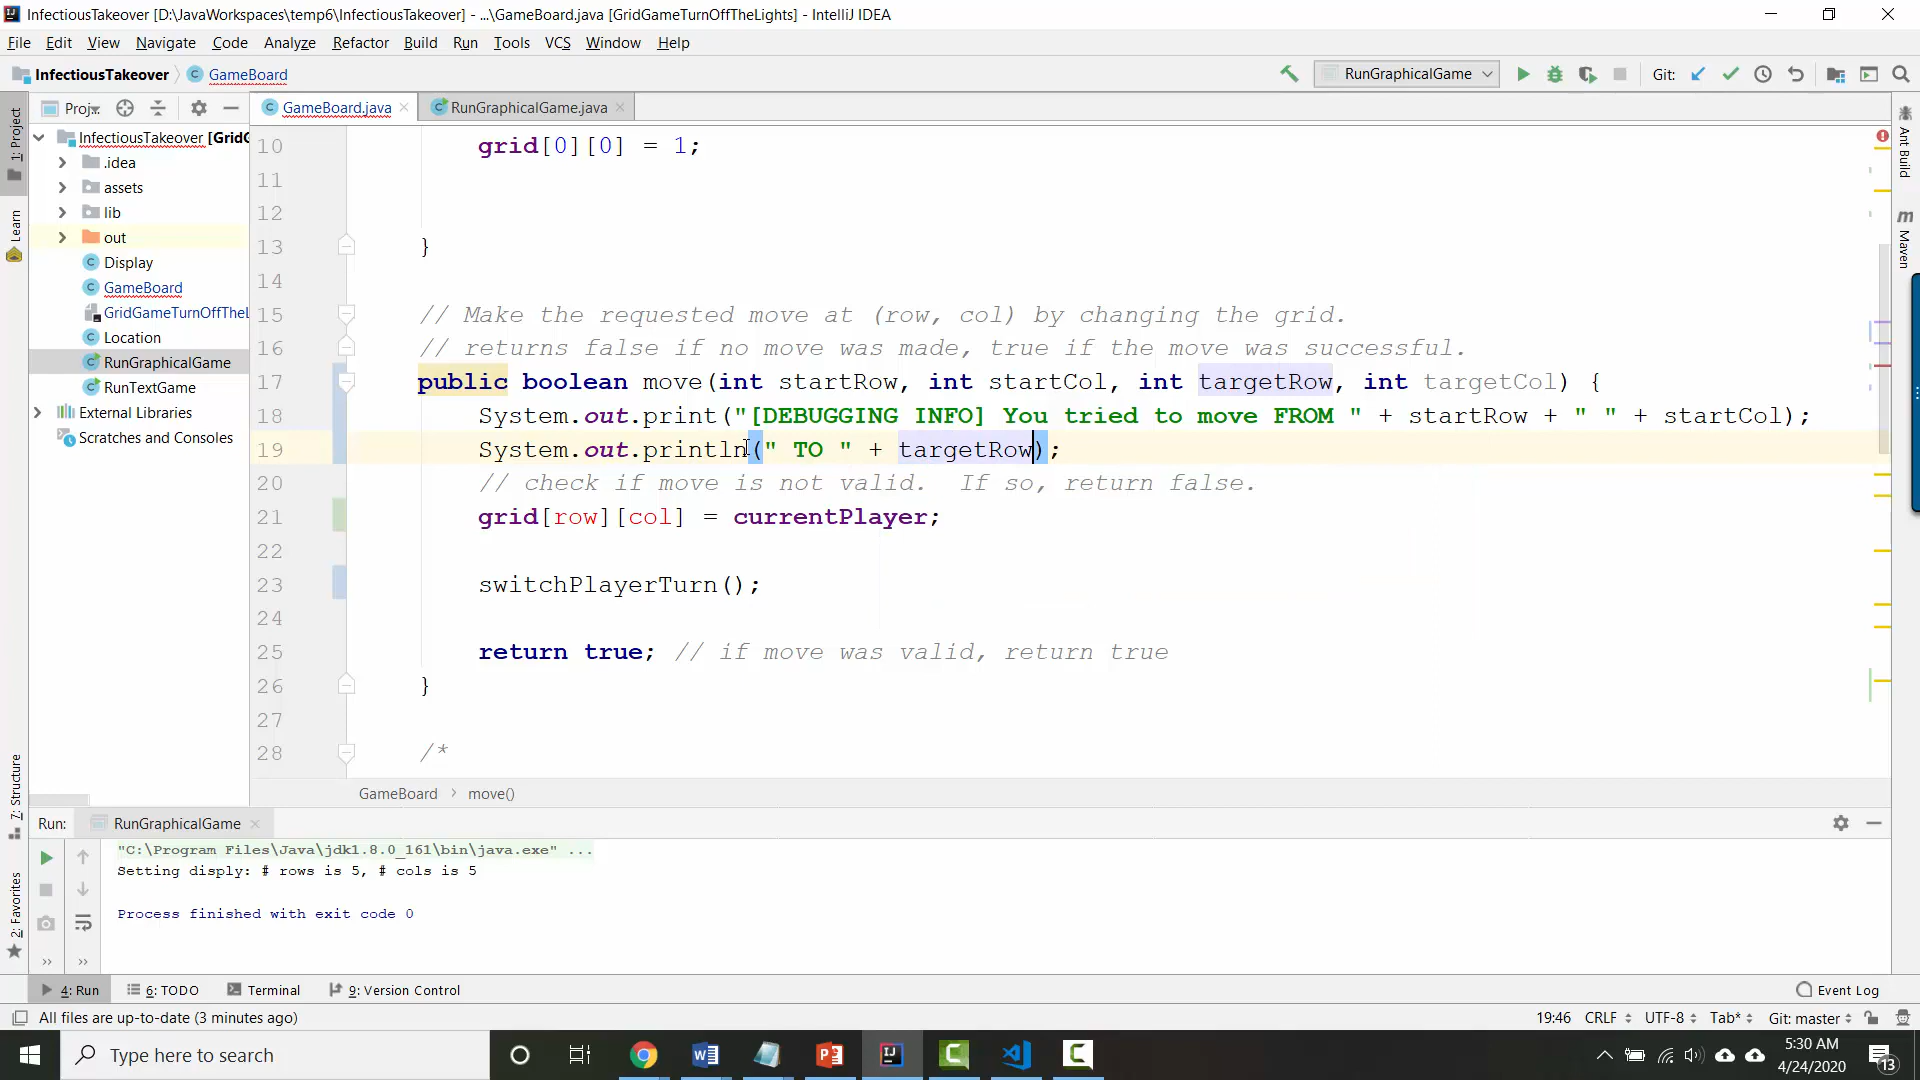 InfectiousTakeover [D:\JavaWorkspaces\temp6\InfectiousTakeover] - ...\GameBoard.java [GridGameTurnOffTheLights] - IntelliJ IDEA
File Edit View Navigate Code Analyze Refactor Build Run Tools VCS Window Help
InfectiousTakeover GameBoard RunGraphicalGame Git:
1: Project
Learn
7: Structure
2: Favorites
Proj...
InfectiousTakeover [GridG
.idea
assets
lib
out
Display
GameBoard
GridGameTurnOffTheL
Location
RunGraphicalGame
RunTextGame
External Libraries
Scratches and Consoles
GameBoard.java RunGraphicalGame.java
10 grid[0][0] = 1;
11
12
13 }
14
15 // Make the requested move at (row, col) by changing the grid.
16 // returns false if no move was made, true if the move was successful.
17 public boolean move(int startRow, int startCol, int targetRow, int targetCol) {
18 System.out.print("[DEBUGGING INFO] You tried to move FROM " + startRow + " " + startCol);
19 System.out.println(" TO " + targetRow);
20 // check if move is not valid.  If so, return false.
21 grid[row][col] = currentPlayer;
22
23 switchPlayerTurn();
24
25 return true; // if move was valid, return true
26 }
27
28 /*
GameBoard move()
Ant Build
Maven
Run: RunGraphicalGame
"C:\Program Files\Java\jdk1.8.0_161\bin\java.exe" ...
Setting disply: # rows is 5, # cols is 5
Process finished with exit code 0
4: Run 6: TODO Terminal 9: Version Control Event Log
All files are up-to-date (3 minutes ago) 19:46 CRLF UTF-8 Tab* Git: master
Type here to search
5:30 AM
4/24/2020
13